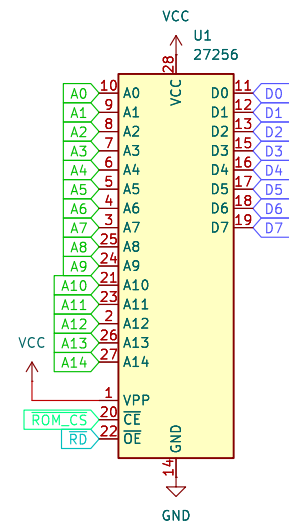 VCC
U1
27256
28
VCC
A0 10 A0 D0 11 D0
A1 9 A1 D1 12 D1
A2 8 A2 D2 13 D2
A3 7 A3 D3 15 D3
A4 6 A4 D4 16 D4
A5 5 A5 D5 17 D5
A6 4 A6 D6 18 D6
A7 3 A7 D7 19 D7
A8 25 A8
A9 24 A9
A10 21 A10
A11 23 A11
A12 2 A12
A13 26 A13
A14 27 A14
VCC
1 VPP
ROM_CS 20 CE
RD 22 OE
GND
14
GND